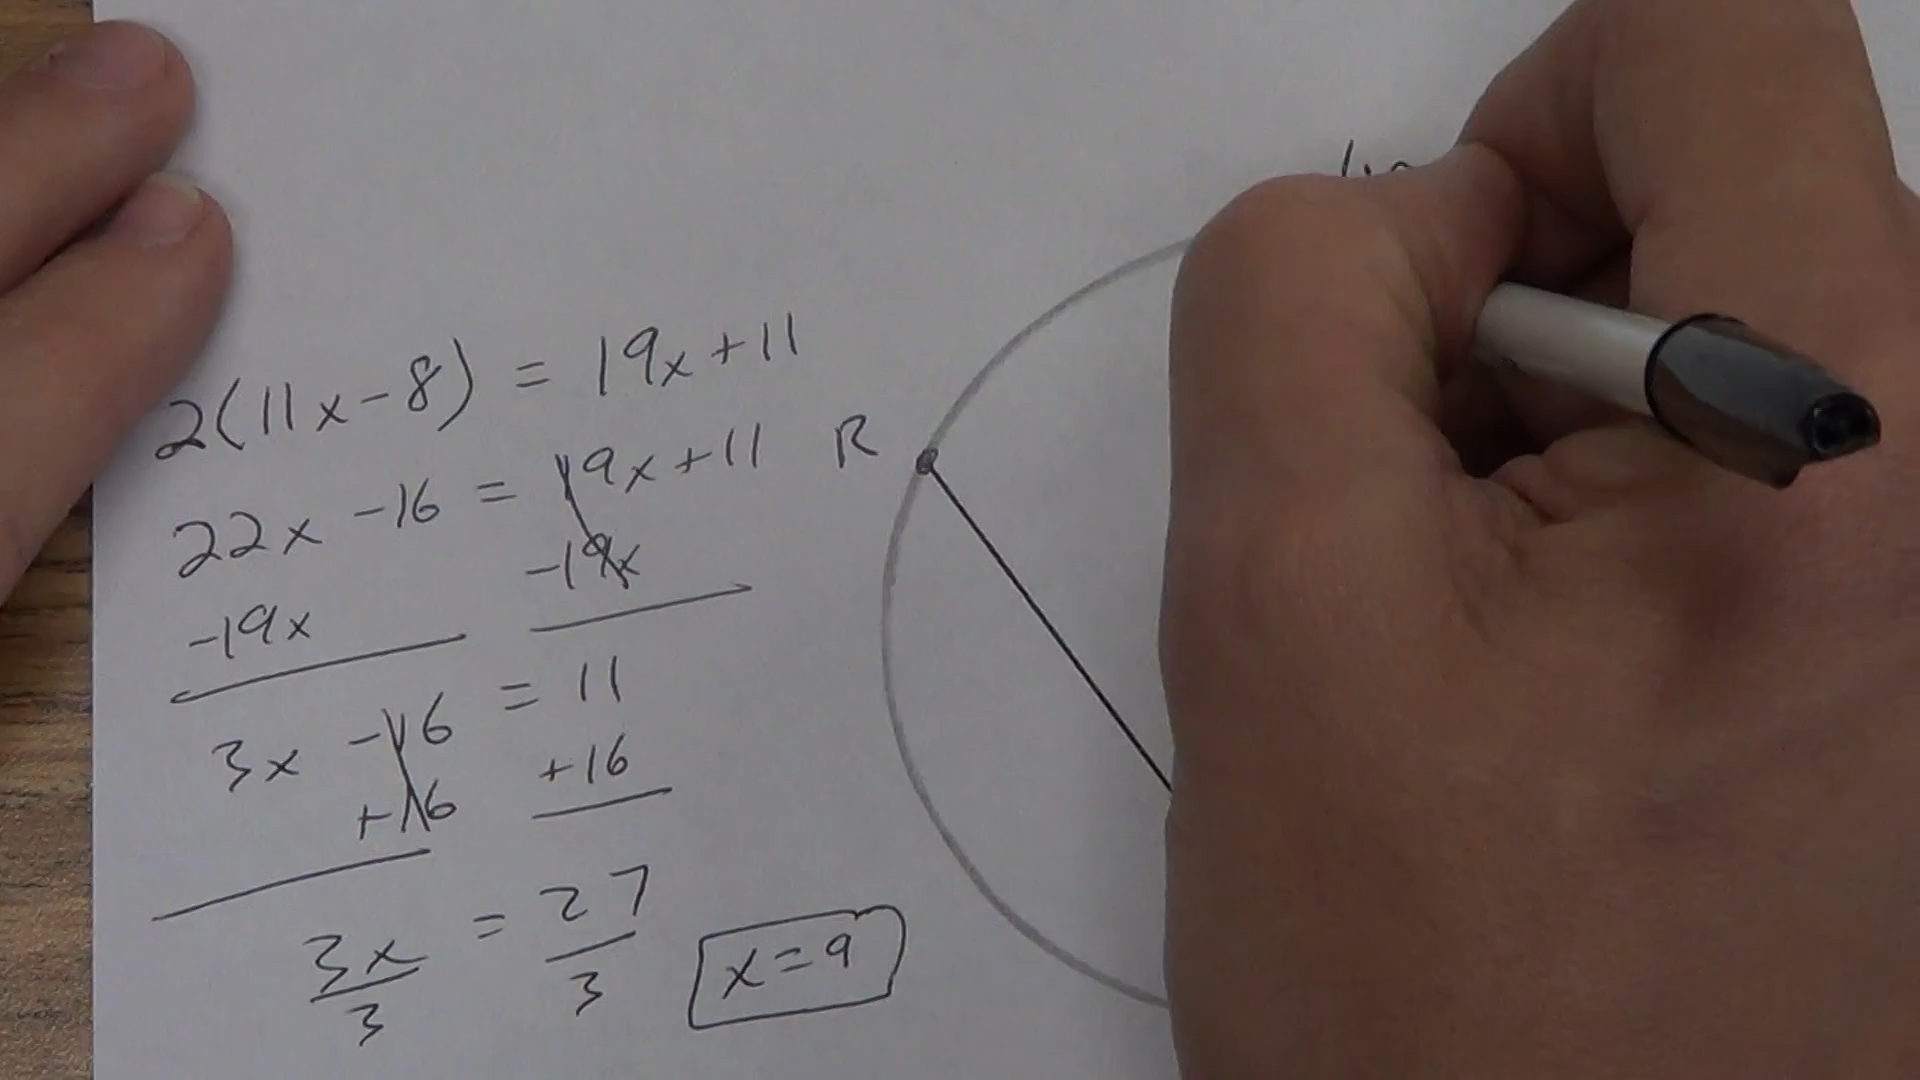 2(11x-8) = 19x+11
22x -16 = 19x+11
-19x -19x
3x -16 = 11
+16 +16
3x/3 = 27/3
x=9
R